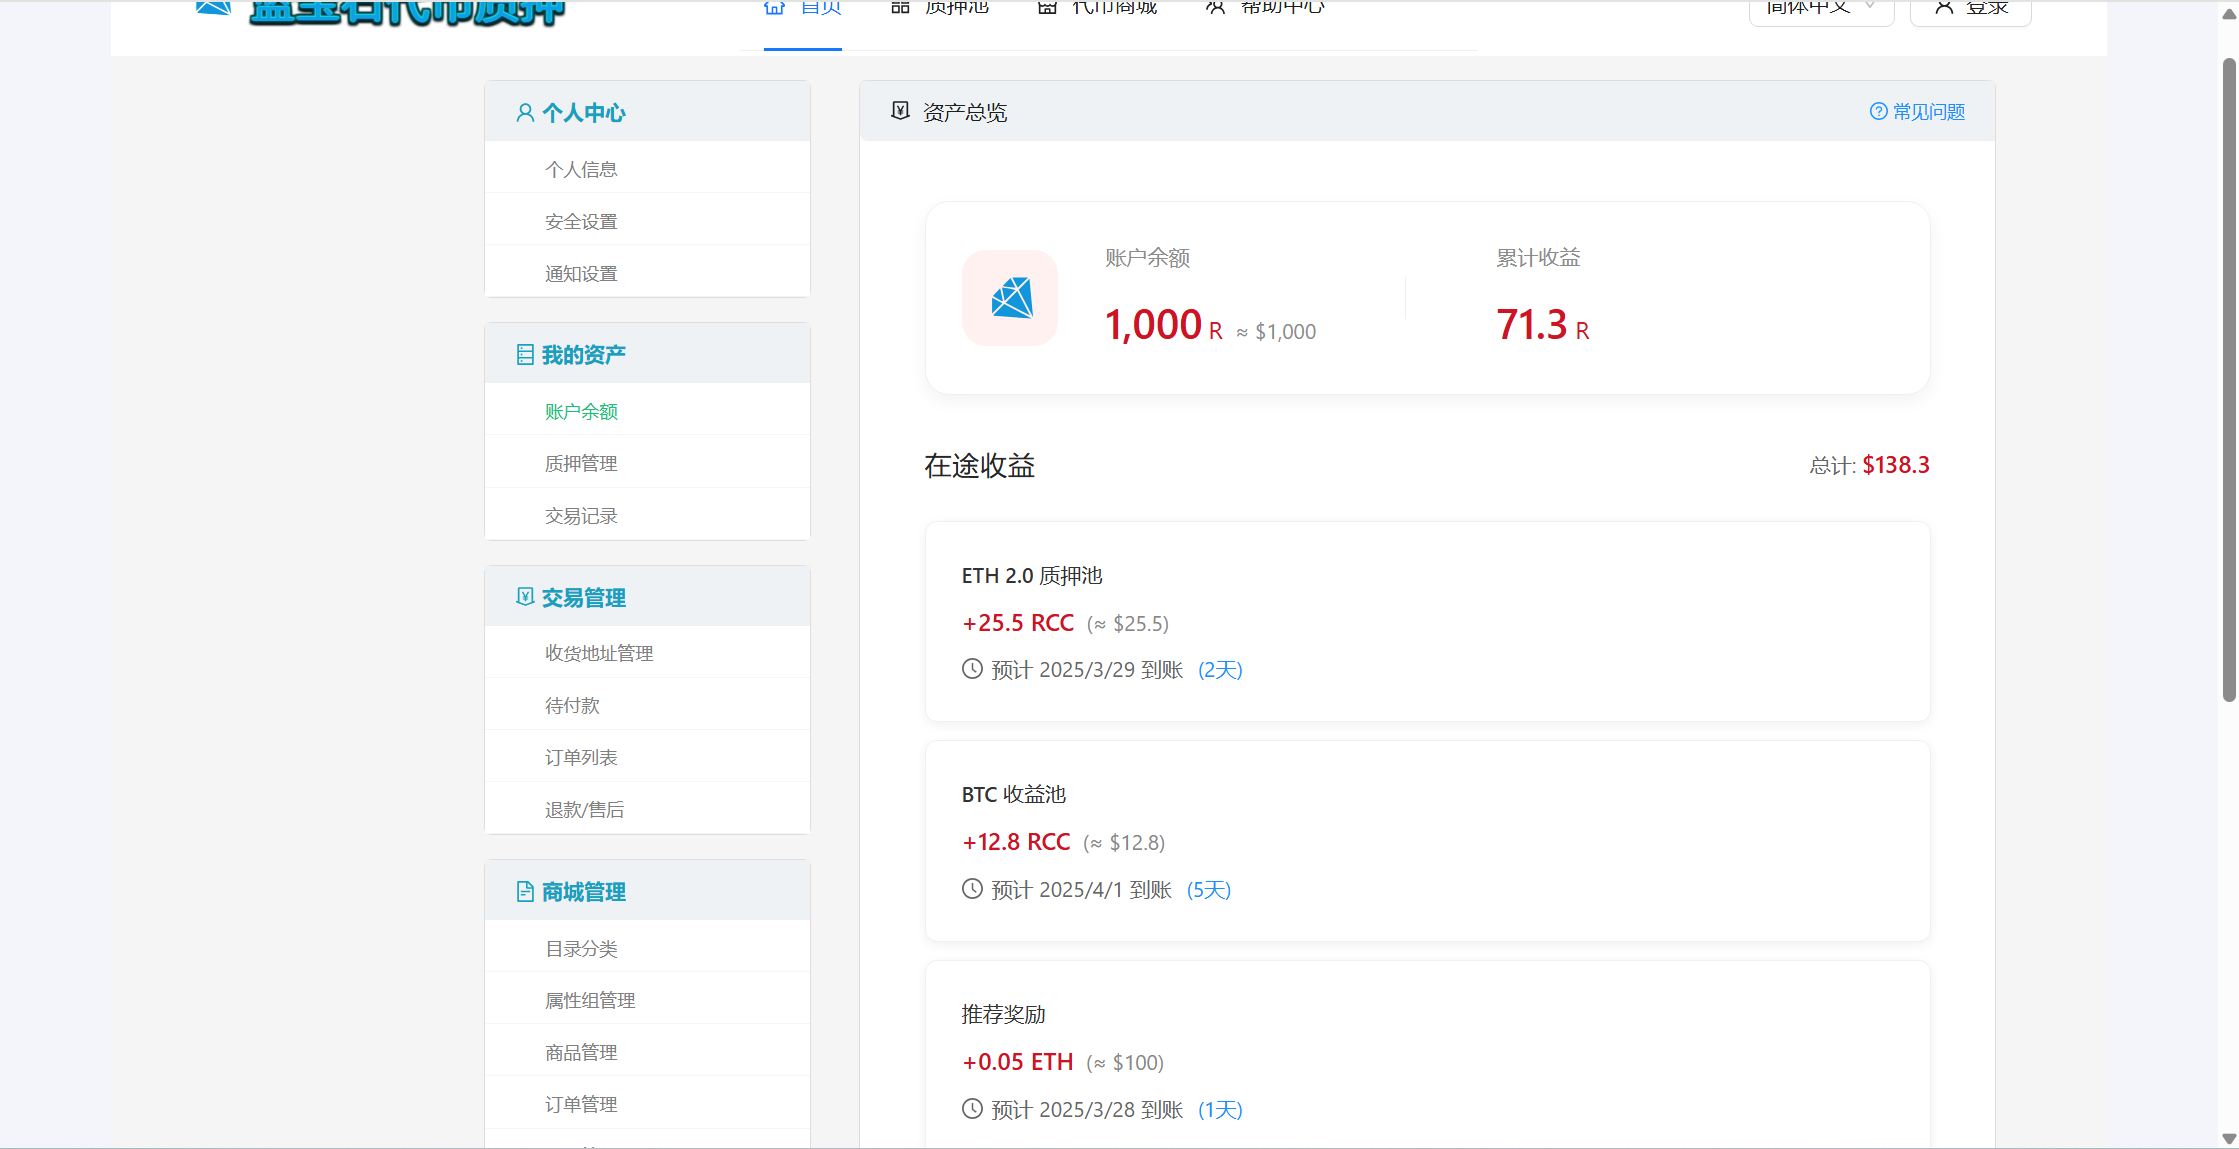 蓝宝石代币质押
首页
质押池
代币商城
帮助中心
简体中文
登录
个人中心
个人信息
安全设置
通知设置
我的资产
账户余额
质押管理
交易记录
交易管理
收货地址管理
待付款
订单列表
退款/售后
商城管理
目录分类
属性组管理
商品管理
订单管理
资产总览
常见问题
账户余额
1,000 R ≈ $1,000
累计收益
71.3 R
在途收益
总计: $138.3
ETH 2.0 质押池
+25.5 RCC (≈ $25.5)
预计 2025/3/29 到账 (2天)
BTC 收益池
+12.8 RCC (≈ $12.8)
预计 2025/4/1 到账 (5天)
推荐奖励
+0.05 ETH (≈ $100)
预计 2025/3/28 到账 (1天)